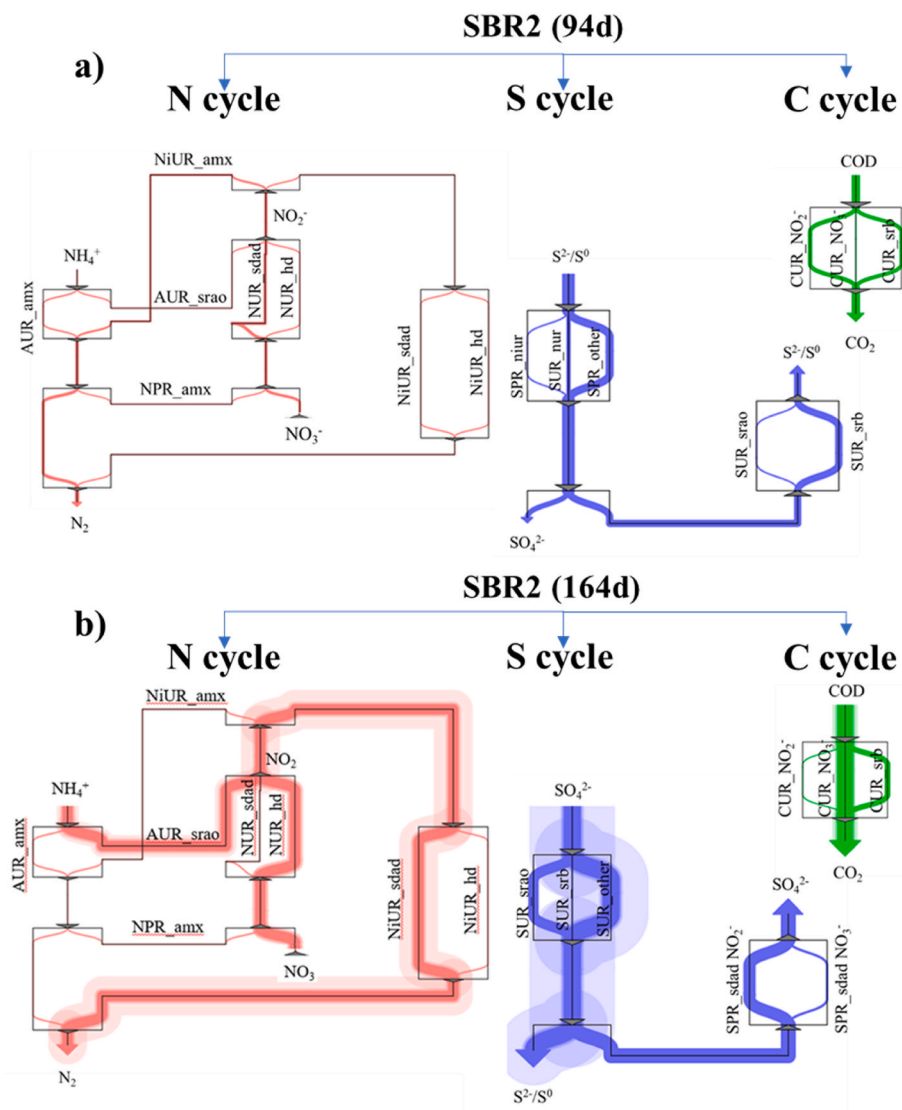 SBR2 (94d)
a)
N cycle
S cycle
C cycle
NiUR_amx
COD
NO₂⁻
CUR_NO₂⁻
CUR_NO₃⁻
CUR_srb
NH₄⁺
S²⁻/S⁰
AUR_amx
AUR_srao
NUR_sdad
NUR_hd
NiUR_sdad
NiUR_hd
SPR_niur
SUR_nur
SPR_other
CO₂
S²⁻/S⁰
NPR_amx
NO₃⁻
SUR_srao
SUR_srb
N₂
SO₄²⁻
SBR2 (164d)
b)
N cycle
S cycle
C cycle
NiUR_amx
COD
NO₂
CUR_NO₂⁻
CUR_NO₃⁻
CUR_srb
NH₄⁺
SO₄²⁻
AUR_amx
AUR_srao
NUR_sdad
NUR_hd
NiUR_sdad
NiUR_hd
SUR_srao
SUR_srb
SUR_other
CO₂
SO₄²⁻
NPR_amx
NO₃
SPR_sdad NO₂⁻
SPR_sdad NO₃⁻
N₂
S²⁻/S⁰